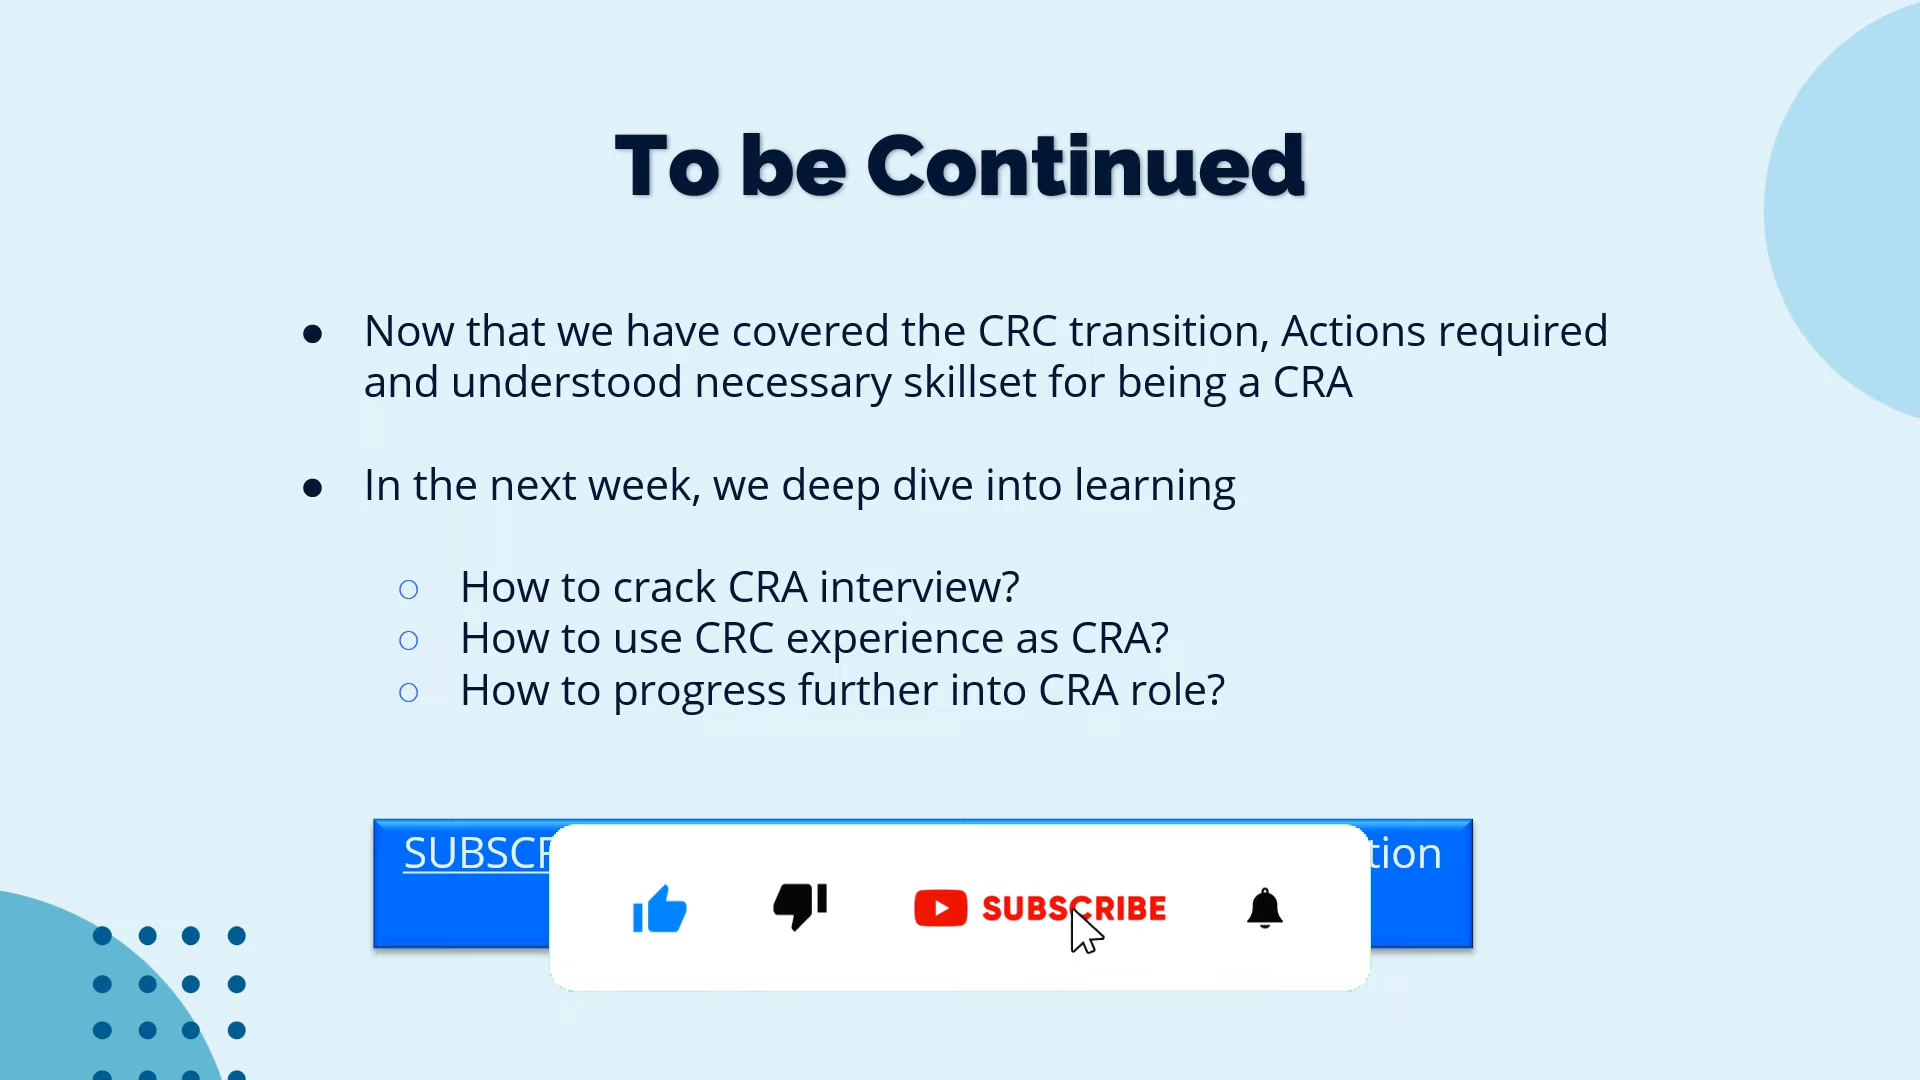 To be Continued
● Now that we have covered the CRC transition, Actions required
and understood necessary skillset for being a CRA
● In the next week, we deep dive into learning
○ How to crack CRA interview?
○ How to use CRC experience as CRA?
○ How to progress further into CRA role?
SUBSCRIBE